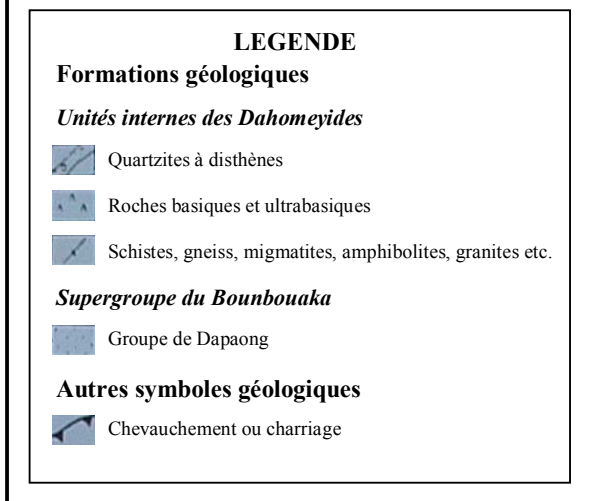 LEGENDE
Formations géologiques
Unités internes des Dahomeyides
Quartzites à disthènes
Roches basiques et ultrabasiques
Schistes, gneiss, migmatites, amphibolites, granites etc.
Supergroupe du Bounbouaka
Groupe de Dapaong
Autres symboles géologiques
Chevauchement ou charriage